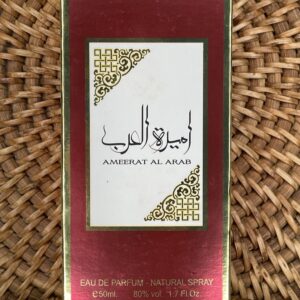 اميرة العرب
AMEERAT AL ARAB
EAU DE PARFUM - NATURAL SPRAY
℮50ml. 80% vol 1.7 Fl.Oz.